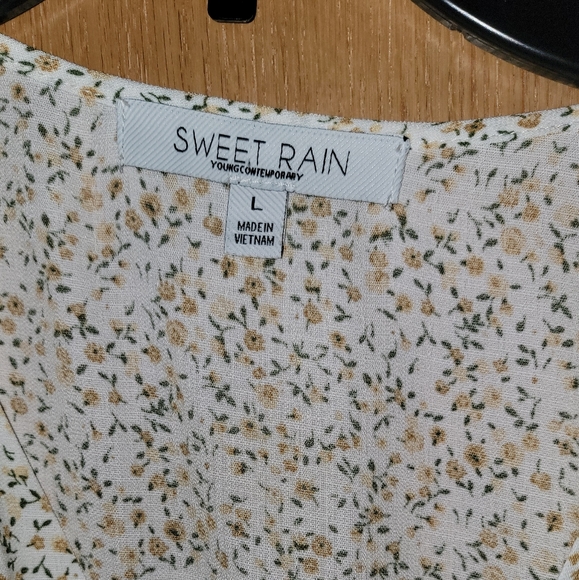 SWEET RAIN
YOUNGCONTEMPORARY
L
MADE IN
VIETNAM